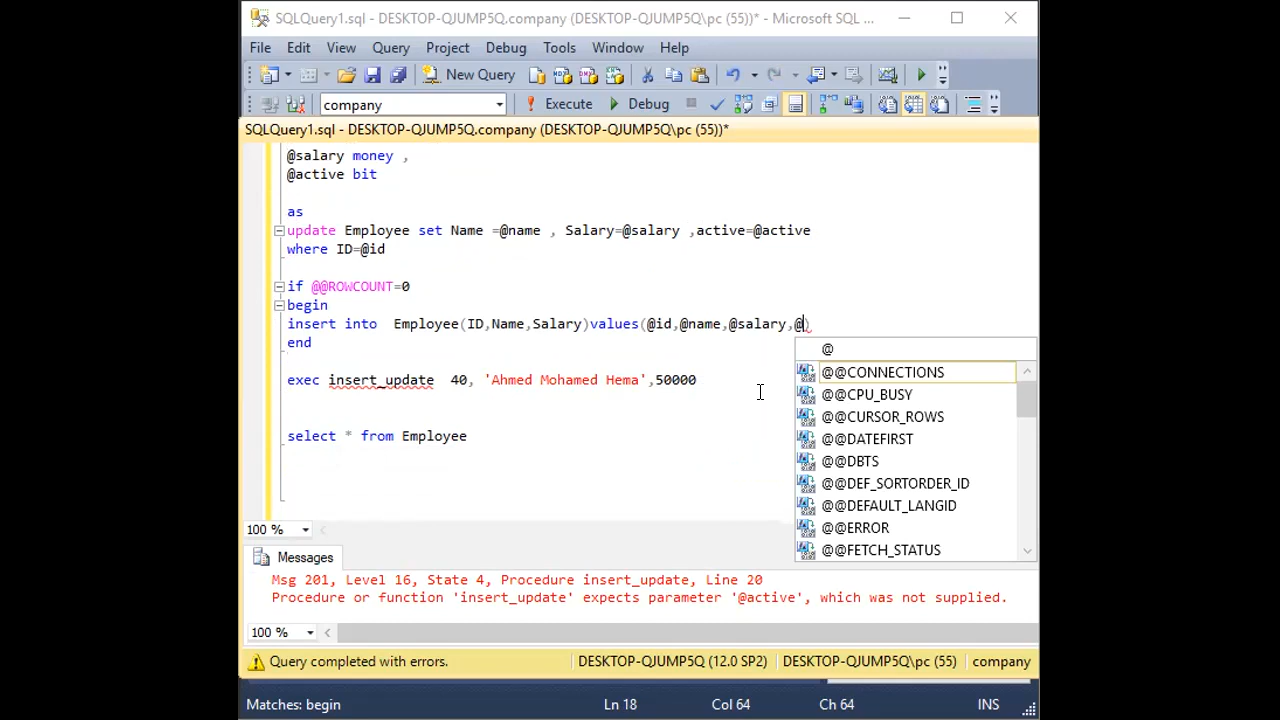 SQLQuery1.sql - DESKTOP-QJUMP5Q.company (DESKTOP-QJUMP5Q\pc (55))* - Microsoft SQL ...
File Edit View Query Project Debug Tools Window Help
New Query
company Execute Debug
SQLQuery1.sql - DESKTOP-QJUMP5Q.company (DESKTOP-QJUMP5Q\pc (55))*
@salary money ,
@active bit
as
update Employee set Name =@name , Salary=@salary ,active=@active
where ID=@id
if @@ROWCOUNT=0
begin
insert into Employee(ID,Name,Salary)values(@id,@name,@salary,@)
end
@
exec insert_update 40, 'Ahmed Mohamed Hema',50000
@@CONNECTIONS
@@CPU_BUSY
@@CURSOR_ROWS
select * from Employee
@@DATEFIRST
@@DBTS
@@DEF_SORTORDER_ID
@@DEFAULT_LANGID
@@ERROR
@@FETCH_STATUS
100 %
Messages
Msg 201, Level 16, State 4, Procedure insert_update, Line 20
Procedure or function 'insert_update' expects parameter '@active', which was not supplied.
100 %
Query completed with errors. DESKTOP-QJUMP5Q (12.0 SP2) DESKTOP-QJUMP5Q\pc (55) company
Matches: begin Ln 18 Col 64 Ch 64 INS